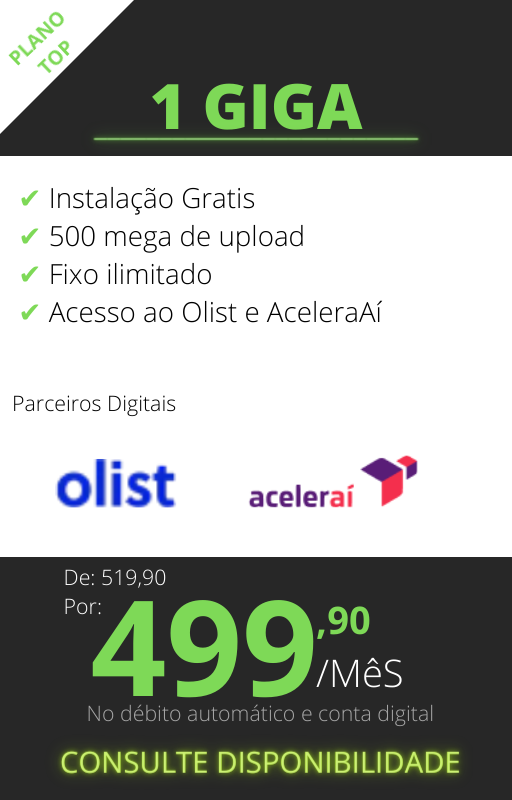 PLANO
TOP
1 GIGA
✔ Instalação Gratis
✔ 500 mega de upload
✔ Fixo ilimitado
✔ Acesso ao Olist e AceleraAí
Parceiros Digitais
olist
aceleraí
De: 519,90
Por:
499,90
/MêS
No débito automático e conta digital
CONSULTE DISPONIBILIDADE